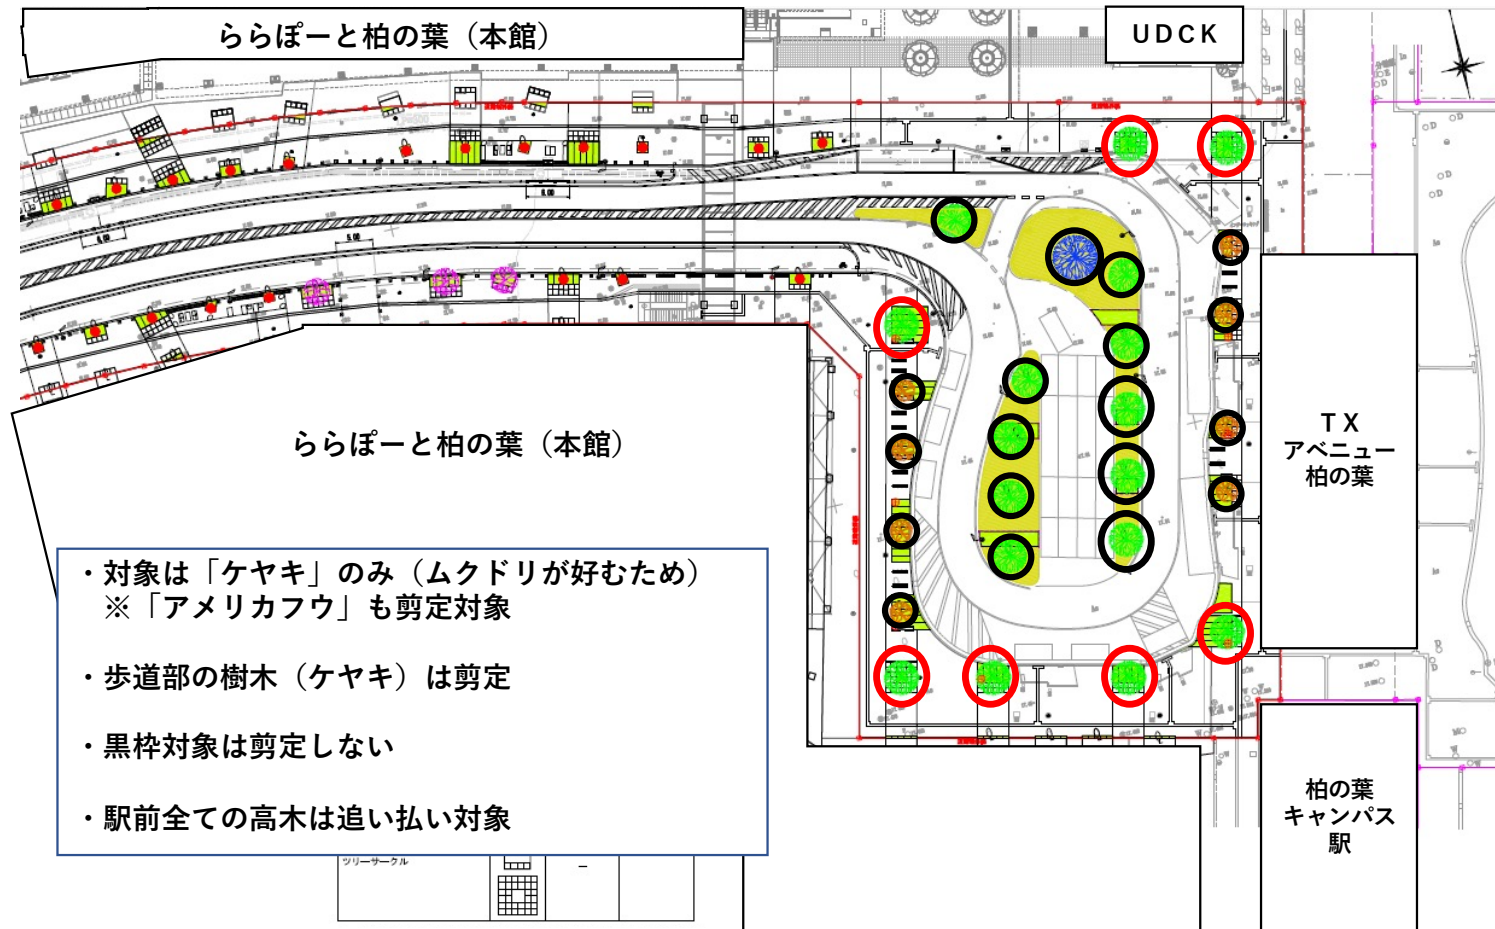 ららぽーと柏の葉（本館）
UDCK
ららぽーと柏の葉（本館）
TX
アベニュー
柏の葉
・対象は「ケヤキ」のみ（ムクドリが好むため）
※「アメリカフウ」も剪定対象
・歩道部の樹木（ケヤキ）は剪定
・黒枠対象は剪定しない
・駅前全ての高木は追い払い対象
柏の葉
キャンパス
駅
ツリーサークル